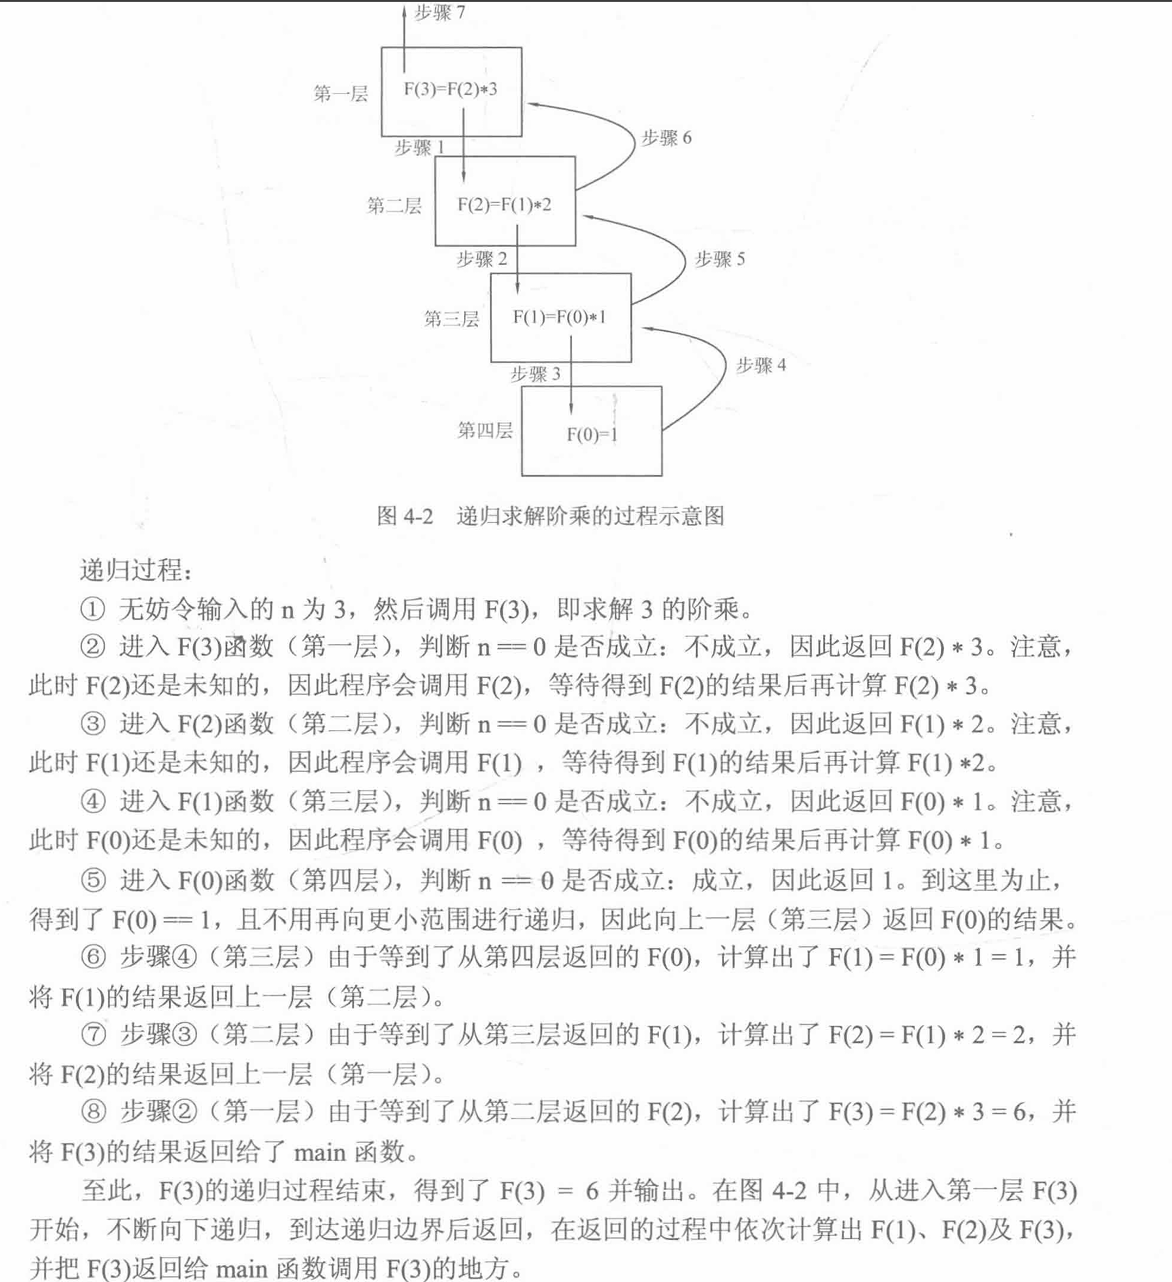 步骤 7
第一层
F(3)=F(2)*3
步骤 1
步骤 6
第二层
F(2)=F(1)*2
步骤 2
步骤 5
第三层
F(1)=F(0)*1
步骤 3
步骤 4
第四层
F(0)=1
图 4-2 递归求解阶乘的过程示意图
递归过程：
① 无妨令输入的 n 为 3，然后调用 F(3)，即求解 3 的阶乘。
② 进入 F(3)函数（第一层），判断 n == 0 是否成立：不成立，因此返回 F(2) * 3。注意，
此时 F(2)还是未知的，因此程序会调用 F(2)，等待得到 F(2)的结果后再计算 F(2) * 3。
③ 进入 F(2)函数（第二层），判断 n == 0 是否成立：不成立，因此返回 F(1) * 2。注意，
此时 F(1)还是未知的，因此程序会调用 F(1) ，等待得到 F(1)的结果后再计算 F(1) *2。
④ 进入 F(1)函数（第三层），判断 n == 0 是否成立：不成立，因此返回 F(0) * 1。注意，
此时 F(0)还是未知的，因此程序会调用 F(0) ，等待得到 F(0)的结果后再计算 F(0) * 1。
⑤ 进入 F(0)函数（第四层），判断 n == 0 是否成立：成立，因此返回 1。到这里为止，
得到了 F(0) == 1，且不用再向更小范围进行递归，因此向上一层（第三层）返回 F(0)的结果。
⑥ 步骤④（第三层）由于等到了从第四层返回的 F(0)，计算出了 F(1) = F(0) * 1 = 1，并
将 F(1)的结果返回上一层（第二层）。
⑦ 步骤③（第二层）由于等到了从第三层返回的 F(1)，计算出了 F(2) = F(1) * 2 = 2，并
将 F(2)的结果返回上一层（第一层）。
⑧ 步骤②（第一层）由于等到了从第二层返回的 F(2)，计算出了 F(3) = F(2) * 3 = 6，并
将 F(3)的结果返回给了 main 函数。
至此，F(3)的递归过程结束，得到了 F(3) = 6 并输出。在图 4-2 中，从进入第一层 F(3)
开始，不断向下递归，到达递归边界后返回，在返回的过程中依次计算出 F(1)、F(2)及 F(3)，
并把 F(3)返回给 main 函数调用 F(3)的地方。